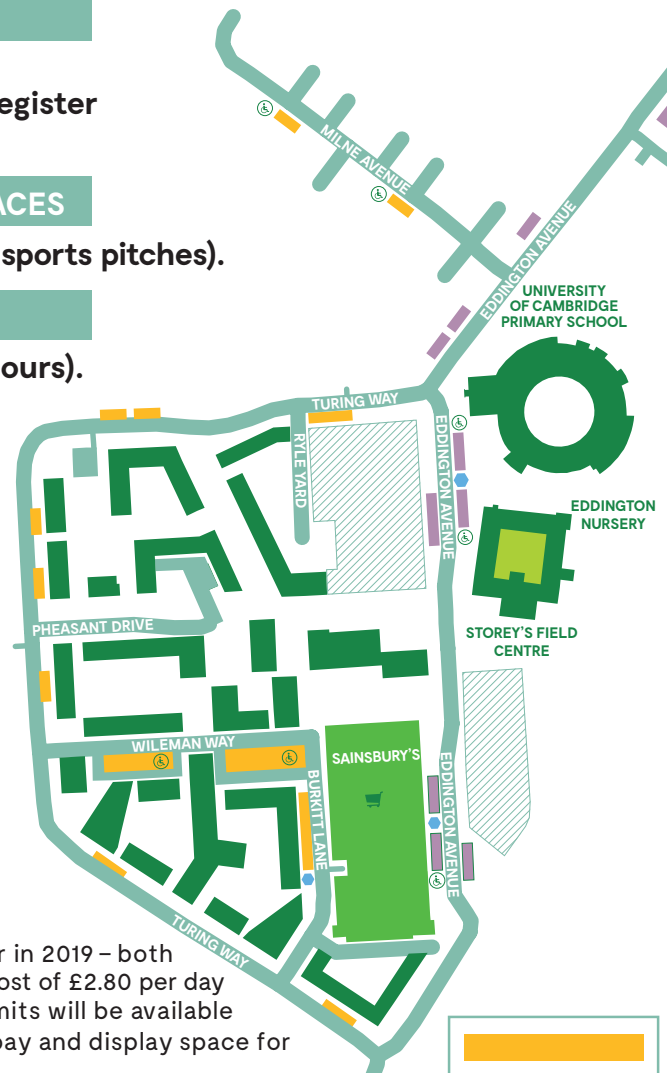 egister
ACES
sports pitches).
ours).
MILNE AVENUE
EDDINGTON AVENUE
UNIVERSITY
OF CAMBRIDGE
PRIMARY SCHOOL
TURING WAY
RYLE YARD
EDDINGTON AVENUE
EDDINGTON
NURSERY
PHEASANT DRIVE
STOREY'S FIELD
CENTRE
WILEMAN WAY
SAINSBURY'S
BURKITT LANE
EDDINGTON AVENUE
TURING WAY
r in 2019 – both
ost of £2.80 per day
mits will be available
pay and display space for